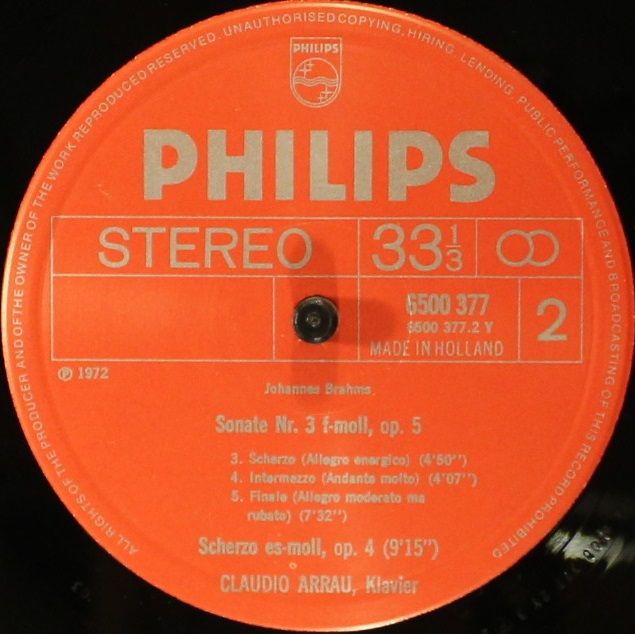 ALL RIGHTS OF THE PRODUCER AND OF THE OWNER OF THE WORK REPRODUCED RESERVED. UNAUTHORISED COPYING, HIRING, LENDING, PUBLIC PERFORMANCE AND BROADCASTING OF THIS RECORD PROHIBITED
PHILIPS
PHILIPS
STEREO
33 1/3
6500 377
6500 377.2 Y
MADE IN HOLLAND
2
℗ 1972
Johannes Brahms
Sonate Nr. 3 f-moll, op. 5
3. Scherzo (Allegro energico) (4'50'')
4. Intermezzo (Andante molto) (4'07'')
5. Finale (Allegro moderato ma
rubato) (7'32'')
Scherzo es-moll, op. 4 (9'15")
CLAUDIO ARRAU, Klavier